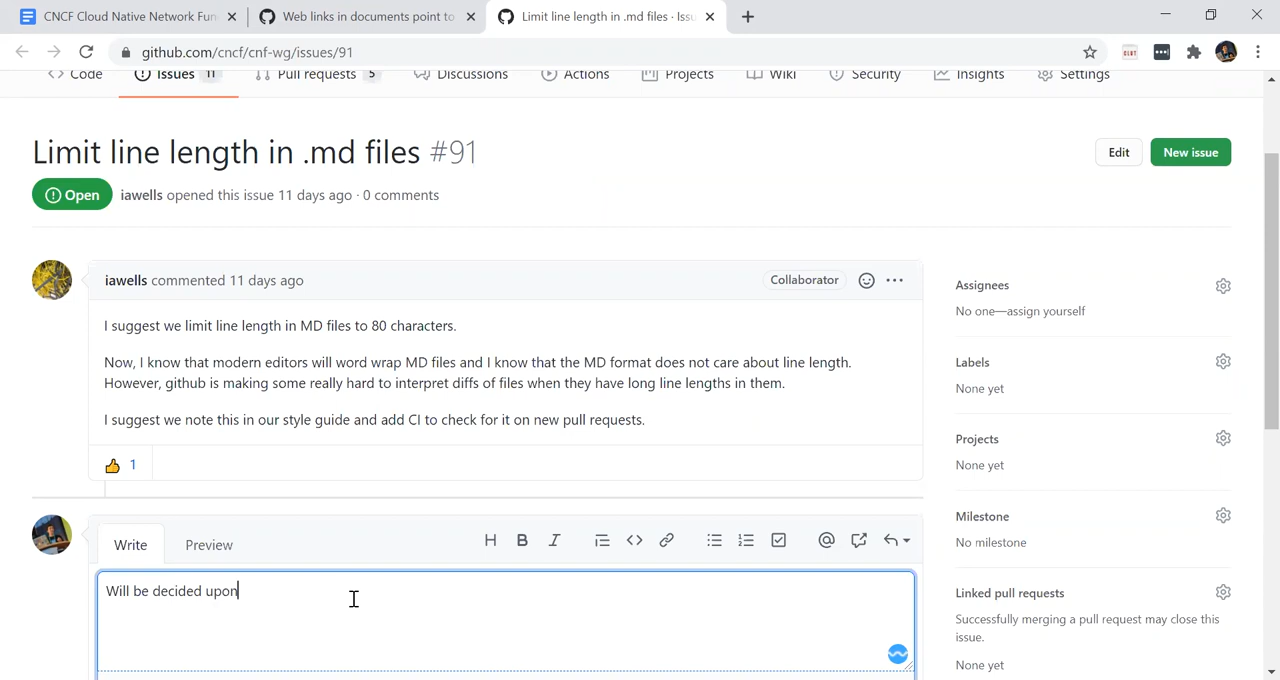 CNCF Cloud Native Network Fun
Web links in documents point to
Limit line length in .md files · Issu
github.com/cncf/cnf-wg/issues/91
Code
Issues 11
Pull requests 5
Discussions
Actions
Projects
Wiki
Security
Insights
Settings
Limit line length in .md files #91
Edit
New issue
Open
iawells opened this issue 11 days ago · 0 comments
iawells commented 11 days ago
Collaborator
I suggest we limit line length in MD files to 80 characters.
Now, I know that modern editors will word wrap MD files and I know that the MD format does not care about line length.
However, github is making some really hard to interpret diffs of files when they have long line lengths in them.
I suggest we note this in our style guide and add CI to check for it on new pull requests.
👍 1
Write
Preview
Will be decided upon
Assignees
No one—assign yourself
Labels
None yet
Projects
None yet
Milestone
No milestone
Linked pull requests
Successfully merging a pull request may close this
issue.
None yet